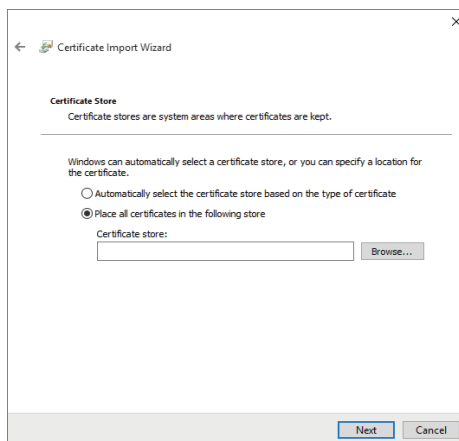 Certificate Import Wizard
Certificate Store
Certificate stores are system areas where certificates are kept.
Windows can automatically select a certificate store, or you can specify a location for
the certificate.
Automatically select the certificate store based on the type of certificate
Place all certificates in the following store
Certificate store:
Browse...
Next Cancel